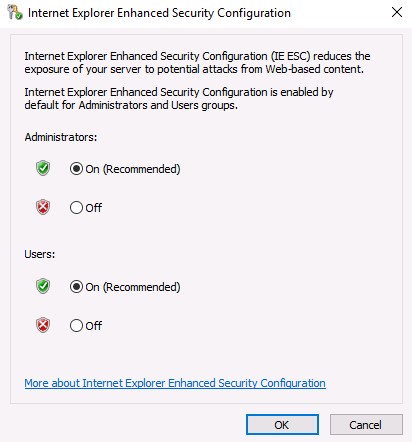 Internet Explorer Enhanced Security Configuration
Internet Explorer Enhanced Security Configuration (IE ESC) reduces the
exposure of your server to potential attacks from Web-based content.
Internet Explorer Enhanced Security Configuration is enabled by
default for Administrators and Users groups.
Administrators:
On (Recommended)
Off
Users:
On (Recommended)
Off
More about Internet Explorer Enhanced Security Configuration
OK
Cancel